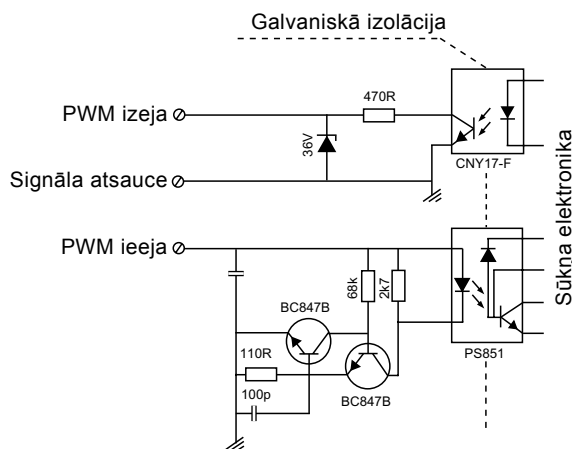 Galvaniskā izolācija
470R
PWM izeja
36V
CNY17-F
Signāla atsauce
PWM ieeja
Sūkņa elektronika
68k
2k7
BC847B
110R
PS851
100p
BC847B